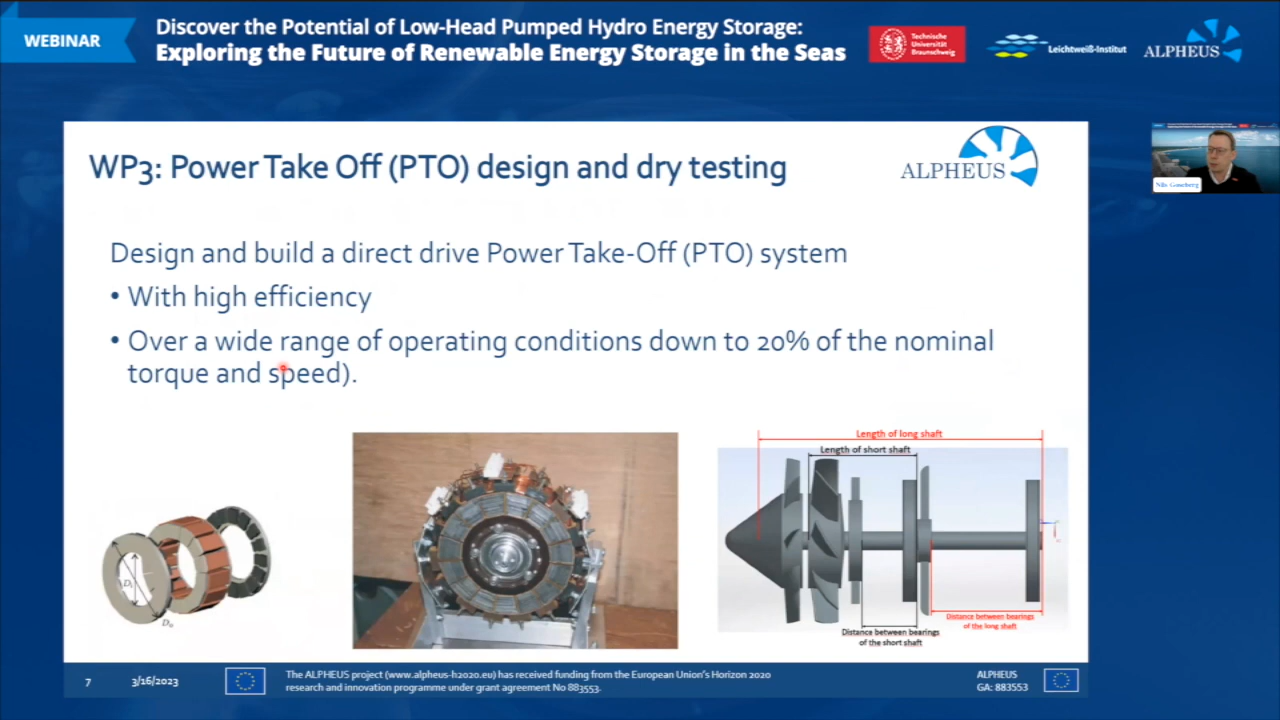 WEBINAR
Discover the Potential of Low-Head Pumped Hydro Energy Storage:
Exploring the Future of Renewable Energy Storage in the Seas
Technische
Universität
Braunschweig
Leichtweiß-Institut
ALPHEUS
WP3: Power Take Off (PTO) design and dry testing
ALPHEUS
Nils Goseberg
Design and build a direct drive Power Take-Off (PTO) system
• With high efficiency
• Over a wide range of operating conditions down to 20% of the nominal
torque and speed).
Length of long shaft
Length of short shaft
Distance between bearings
of the long shaft
Distance between bearings
of the short shaft
7
3/16/2023
The ALPHEUS project (www.alpheus-h2020.eu) has received funding from the European Union's Horizon 2020
research and innovation programme under grant agreement No 883553.
ALPHEUS
GA: 883553